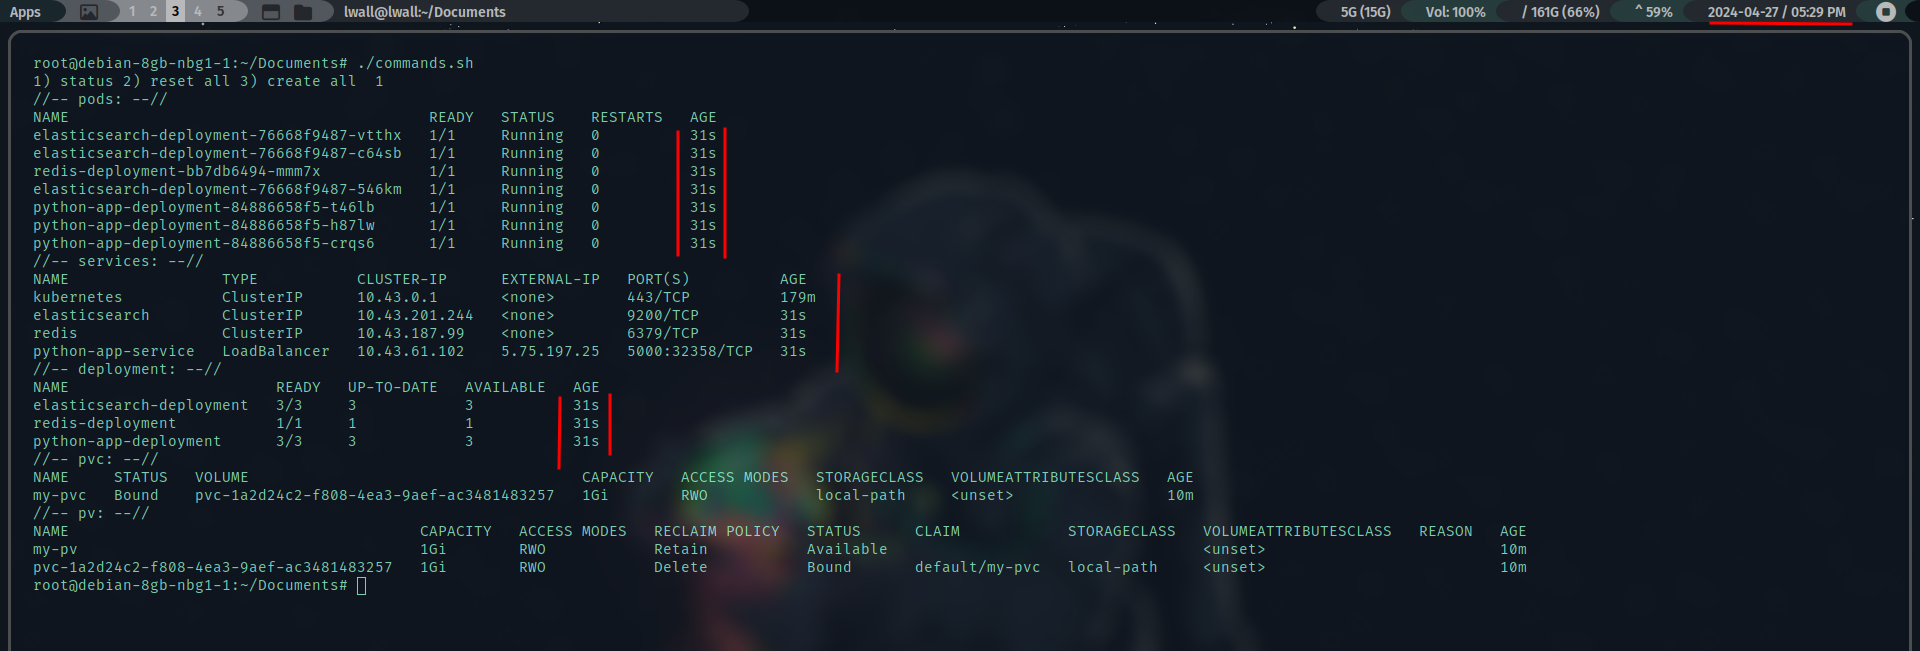 Apps 1 2 3 4 5 lwall@lwall:~/Documents 5G (15G) Vol: 100% / 161G (66%) ^ 59% 2024-04-27 / 05:29 PM
root@debian-8gb-nbg1-1:~/Documents# ./commands.sh
1) status 2) reset all 3) create all  1
//-- pods: --//
NAME READY STATUS RESTARTS AGE
elasticsearch-deployment-76668f9487-vtthx 1/1 Running 0 31s
elasticsearch-deployment-76668f9487-c64sb 1/1 Running 0 31s
redis-deployment-bb7db6494-mmm7x 1/1 Running 0 31s
elasticsearch-deployment-76668f9487-546km 1/1 Running 0 31s
python-app-deployment-84886658f5-t46lb 1/1 Running 0 31s
python-app-deployment-84886658f5-h87lw 1/1 Running 0 31s
python-app-deployment-84886658f5-crqs6 1/1 Running 0 31s
//-- services: --//
NAME TYPE CLUSTER-IP EXTERNAL-IP PORT(S) AGE
kubernetes ClusterIP 10.43.0.1 <none> 443/TCP 179m
elasticsearch ClusterIP 10.43.201.244 <none> 9200/TCP 31s
redis ClusterIP 10.43.187.99 <none> 6379/TCP 31s
python-app-service LoadBalancer 10.43.61.102 5.75.197.25 5000:32358/TCP 31s
//-- deployment: --//
NAME READY UP-TO-DATE AVAILABLE AGE
elasticsearch-deployment 3/3 3 3 31s
redis-deployment 1/1 1 1 31s
python-app-deployment 3/3 3 3 31s
//-- pvc: --//
NAME STATUS VOLUME CAPACITY ACCESS MODES STORAGECLASS VOLUMEATTRIBUTESCLASS AGE
my-pvc Bound pvc-1a2d24c2-f808-4ea3-9aef-ac3481483257 1Gi RWO local-path <unset> 10m
//-- pv: --//
NAME CAPACITY ACCESS MODES RECLAIM POLICY STATUS CLAIM STORAGECLASS VOLUMEATTRIBUTESCLASS REASON AGE
my-pv 1Gi RWO Retain Available <unset> 10m
pvc-1a2d24c2-f808-4ea3-9aef-ac3481483257 1Gi RWO Delete Bound default/my-pvc local-path <unset> 10m
root@debian-8gb-nbg1-1:~/Documents#